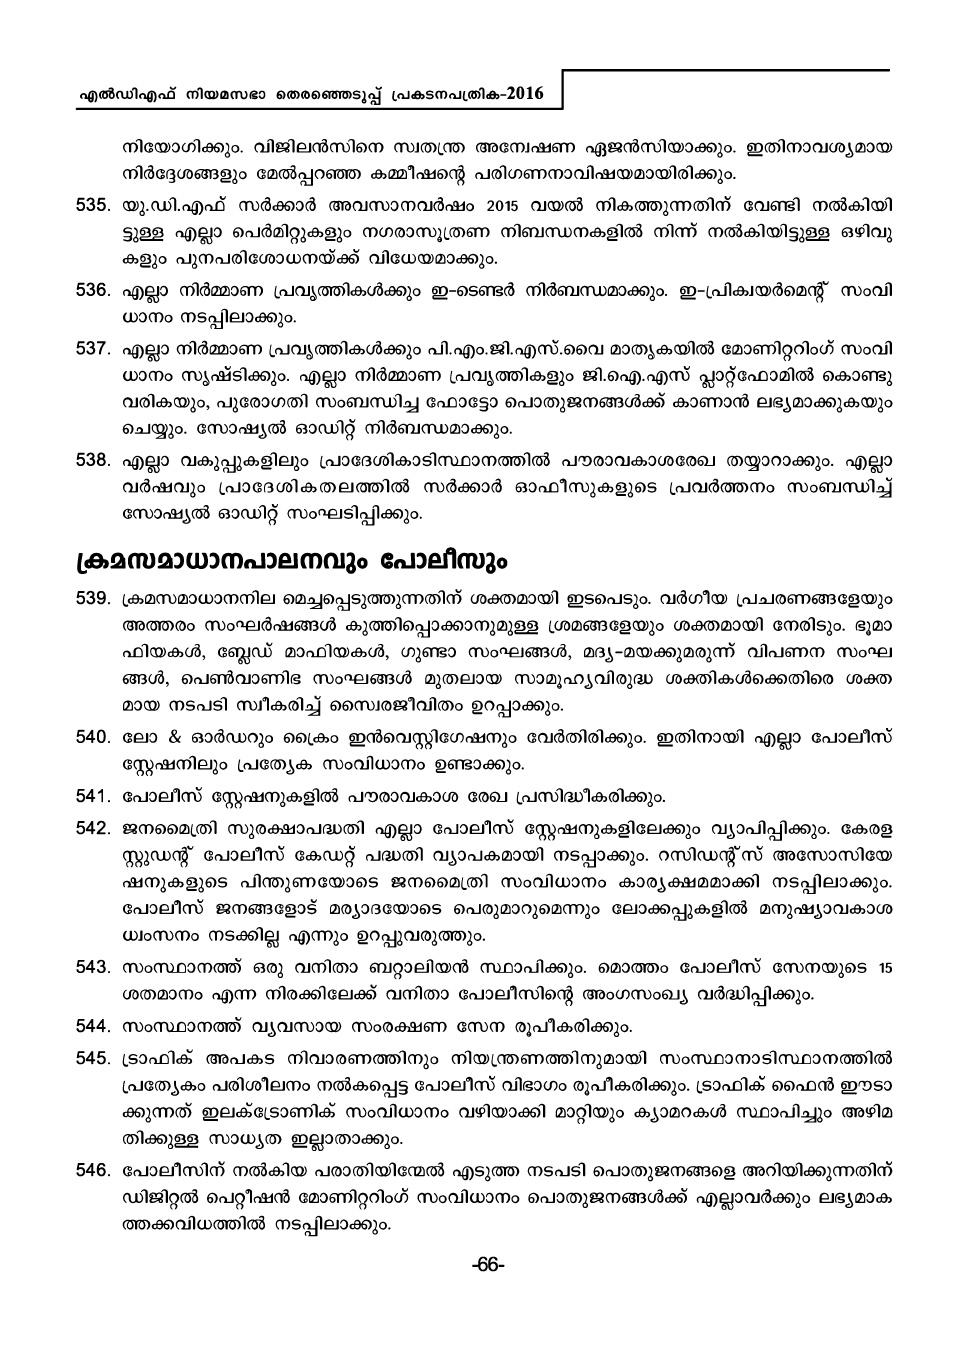 എൽഡിഎഫ് നിയമസഭാ തെരഞ്ഞെടുപ്പ് പ്രകടനപത്രിക-2016
നിയോഗിക്കും. വിജിലൻസിനെ സ്വതന്ത്ര അന്വേഷണ ഏജൻസിയാക്കും. ഇതിനാവശ്യമായ
നിർദ്ദേശങ്ങളും മേൽപ്പറഞ്ഞ കമ്മീഷന്റെ പരിഗണനാവിഷയമായിരിക്കും.
535. യു.ഡി.എഫ് സർക്കാർ അവസാനവർഷം 2015 വയൽ നികത്തുന്നതിന് വേണ്ടി നൽകിയി
ട്ടുള്ള എല്ലാ പെർമിറ്റുകളും നഗരാസൂത്രണ നിബന്ധനകളിൽ നിന്ന് നൽകിയിട്ടുള്ള ഒഴിവു
കളും പുനപരിശോധനയ്ക്ക് വിധേയമാക്കും.
536. എല്ലാ നിർമ്മാണ പ്രവൃത്തികൾക്കും ഇ-ടെണ്ടർ നിർബന്ധമാക്കും. ഇ-പ്രിക്വയർമെന്റ് സംവി
ധാനം നടപ്പിലാക്കും.
537. എല്ലാ നിർമ്മാണ പ്രവൃത്തികൾക്കും പി.എം.ജി.എസ്.വൈ മാതൃകയിൽ മോണിറ്ററിംഗ് സംവി
ധാനം സൃഷ്ടിക്കും. എല്ലാ നിർമ്മാണ പ്രവൃത്തികളും ജി.ഐ.എസ് പ്ലാറ്റ്ഫോമിൽ കൊണ്ടു
വരികയും, പുരോഗതി സംബന്ധിച്ച ഫോട്ടോ പൊതുജനങ്ങൾക്ക് കാണാൻ ലഭ്യമാക്കുകയും
ചെയ്യും. സോഷ്യൽ ഓഡിറ്റ് നിർബന്ധമാക്കും.
538. എല്ലാ വകുപ്പുകളിലും പ്രാദേശികാടിസ്ഥാനത്തിൽ പൗരാവകാശരേഖ തയ്യാറാക്കും. എല്ലാ
വർഷവും പ്രാദേശികതലത്തിൽ സർക്കാർ ഓഫീസുകളുടെ പ്രവർത്തനം സംബന്ധിച്ച്
സോഷ്യൽ ഓഡിറ്റ് സംഘടിപ്പിക്കും.
ക്രമസമാധാനപാലനവും പോലീസും
539. ക്രമസമാധാനനില മെച്ചപ്പെടുത്തുന്നതിന് ശക്തമായി ഇടപെടും. വർഗീയ പ്രചരണങ്ങളേയും
അത്തരം സംഘർഷങ്ങൾ കുത്തിപ്പൊക്കാനുമുള്ള ശ്രമങ്ങളേയും ശക്തമായി നേരിടും. ഭൂമാ
ഫിയകൾ, ബ്ലേഡ് മാഫിയകൾ, ഗുണ്ടാ സംഘങ്ങൾ, മദ്യ-മയക്കുമരുന്ന് വിപണന സംഘ
ങ്ങൾ, പെൺവാണിഭ സംഘങ്ങൾ മുതലായ സാമൂഹ്യവിരുദ്ധ ശക്തികൾക്കെതിരെ ശക്ത
മായ നടപടി സ്വീകരിച്ച് സ്വൈരജീവിതം ഉറപ്പാക്കും.
540. ലോ & ഓർഡറും ക്രൈം ഇൻവെസ്റ്റിഗേഷനും വേർതിരിക്കും. ഇതിനായി എല്ലാ പോലീസ്
സ്റ്റേഷനിലും പ്രത്യേക സംവിധാനം ഉണ്ടാക്കും.
541. പോലീസ് സ്റ്റേഷനുകളിൽ പൗരാവകാശ രേഖ പ്രസിദ്ധീകരിക്കും.
542. ജനമൈത്രി സുരക്ഷാപദ്ധതി എല്ലാ പോലീസ് സ്റ്റേഷനുകളിലേക്കും വ്യാപിപ്പിക്കും. കേരള
സ്റ്റുഡന്റ് പോലീസ് കേഡറ്റ് പദ്ധതി വ്യാപകമായി നടപ്പാക്കും. റസിഡന്റ്സ് അസോസിയേ
ഷനുകളുടെ പിന്തുണയോടെ ജനമൈത്രി സംവിധാനം കാര്യക്ഷമമാക്കി നടപ്പിലാക്കും.
പോലീസ് ജനങ്ങളോട് മര്യാദയോടെ പെരുമാറുമെന്നും ലോക്കപ്പുകളിൽ മനുഷ്യാവകാശ
ധ്വംസനം നടക്കില്ല എന്നും ഉറപ്പുവരുത്തും.
543. സംസ്ഥാനത്ത് ഒരു വനിതാ ബറ്റാലിയൻ സ്ഥാപിക്കും. മൊത്തം പോലീസ് സേനയുടെ 15
ശതമാനം എന്ന നിരക്കിലേക്ക് വനിതാ പോലീസിന്റെ അംഗസംഖ്യ വർദ്ധിപ്പിക്കും.
544. സംസ്ഥാനത്ത് വ്യവസായ സംരക്ഷണ സേന രൂപീകരിക്കും.
545. ട്രാഫിക് അപകട നിവാരണത്തിനും നിയന്ത്രണത്തിനുമായി സംസ്ഥാനാടിസ്ഥാനത്തിൽ
പ്രത്യേകം പരിശീലനം നൽകപ്പെട്ട പോലീസ് വിഭാഗം രൂപീകരിക്കും. ട്രാഫിക് ഫൈൻ ഈടാ
ക്കുന്നത് ഇലക്ട്രോണിക് സംവിധാനം വഴിയാക്കി മാറ്റിയും ക്യാമറകൾ സ്ഥാപിച്ചും അഴിമ
തിക്കുള്ള സാധ്യത ഇല്ലാതാക്കും.
546. പോലീസിന് നൽകിയ പരാതിയിന്മേൽ എടുത്ത നടപടി പൊതുജനങ്ങളെ അറിയിക്കുന്നതിന്
ഡിജിറ്റൽ പെറ്റീഷൻ മോണിറ്ററിംഗ് സംവിധാനം പൊതുജനങ്ങൾക്ക് എല്ലാവർക്കും ലഭ്യമാക
ത്തക്കവിധത്തിൽ നടപ്പിലാക്കും.
-66-